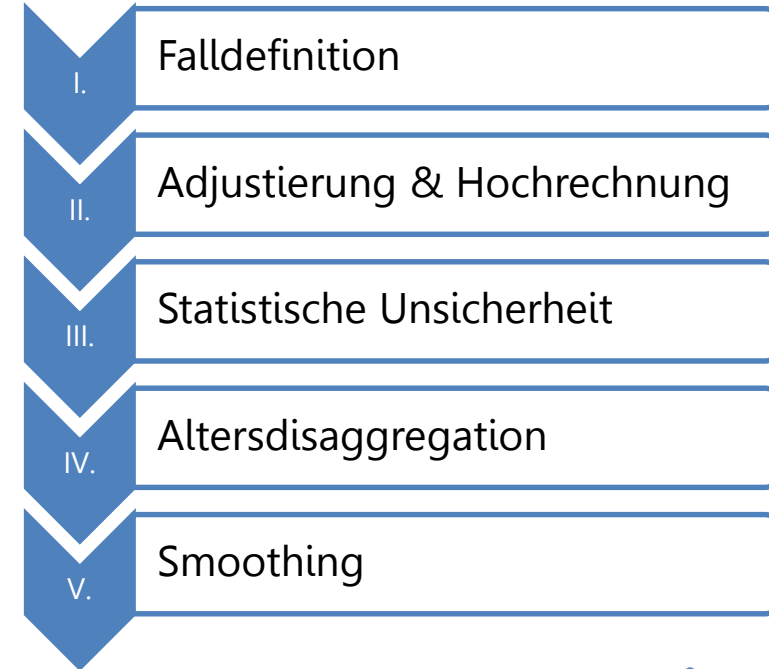 I.
Falldefinition
II.
Adjustierung & Hochrechnung
III.
Statistische Unsicherheit
IV.
Altersdisaggregation
V.
Smoothing